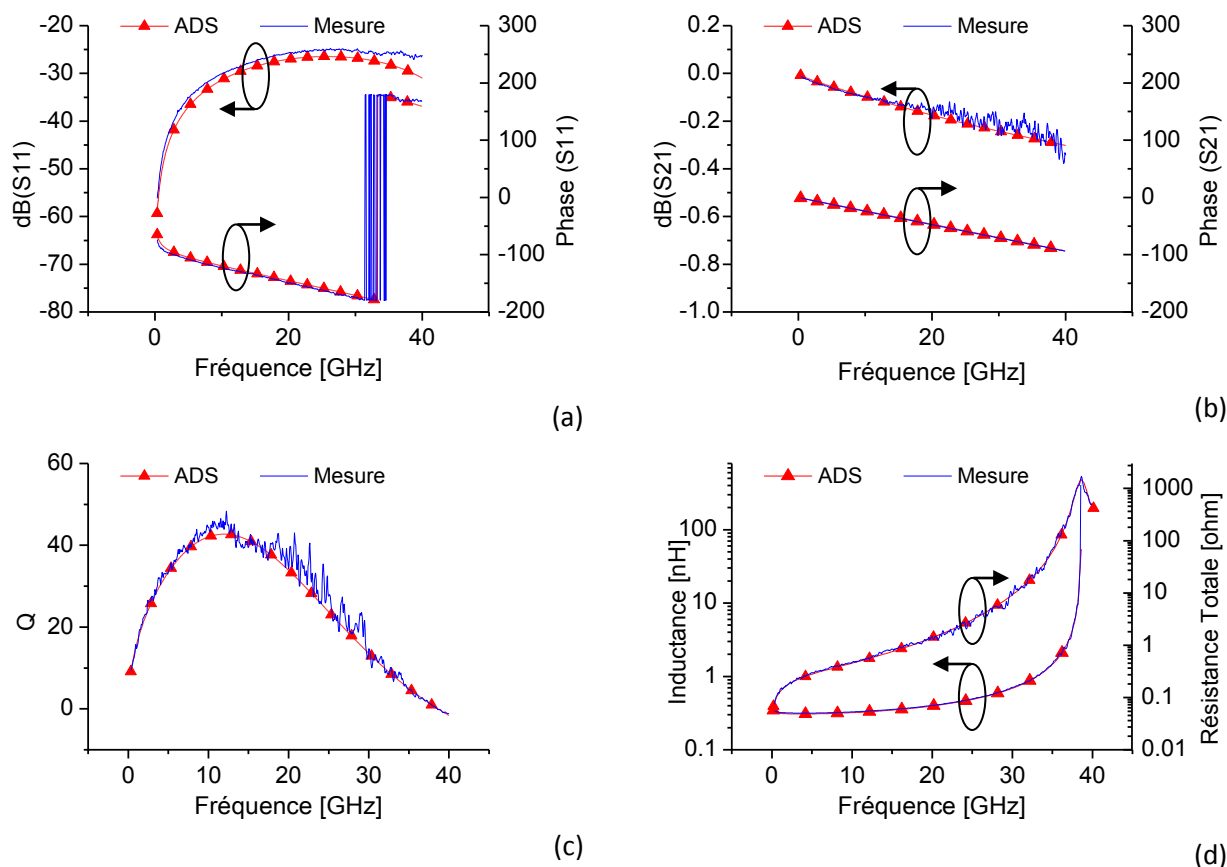 ADS Mesure
-20
-30
-40
-50
-60
-70
-80
dB(S11)
300
200
100
0
-100
-200
Phase (S11)
0 20 40
Fréquence [GHz]
(a)
ADS Mesure
0.2
0.0
-0.2
-0.4
-0.6
-0.8
-1.0
dB(S21)
300
200
100
0
-100
-200
Phase (S21)
0 20 40
Fréquence [GHz]
(b)
ADS Mesure
60
40
20
0
Q
0 10 20 30 40
Fréquence [GHz]
(c)
ADS Mesure
100
10
1
0.1
Inductance [nH]
1000
100
10
1
0.1
0.01
Résistance Totale [ohm]
0 10 20 30 40
Fréquence [GHz]
(d)